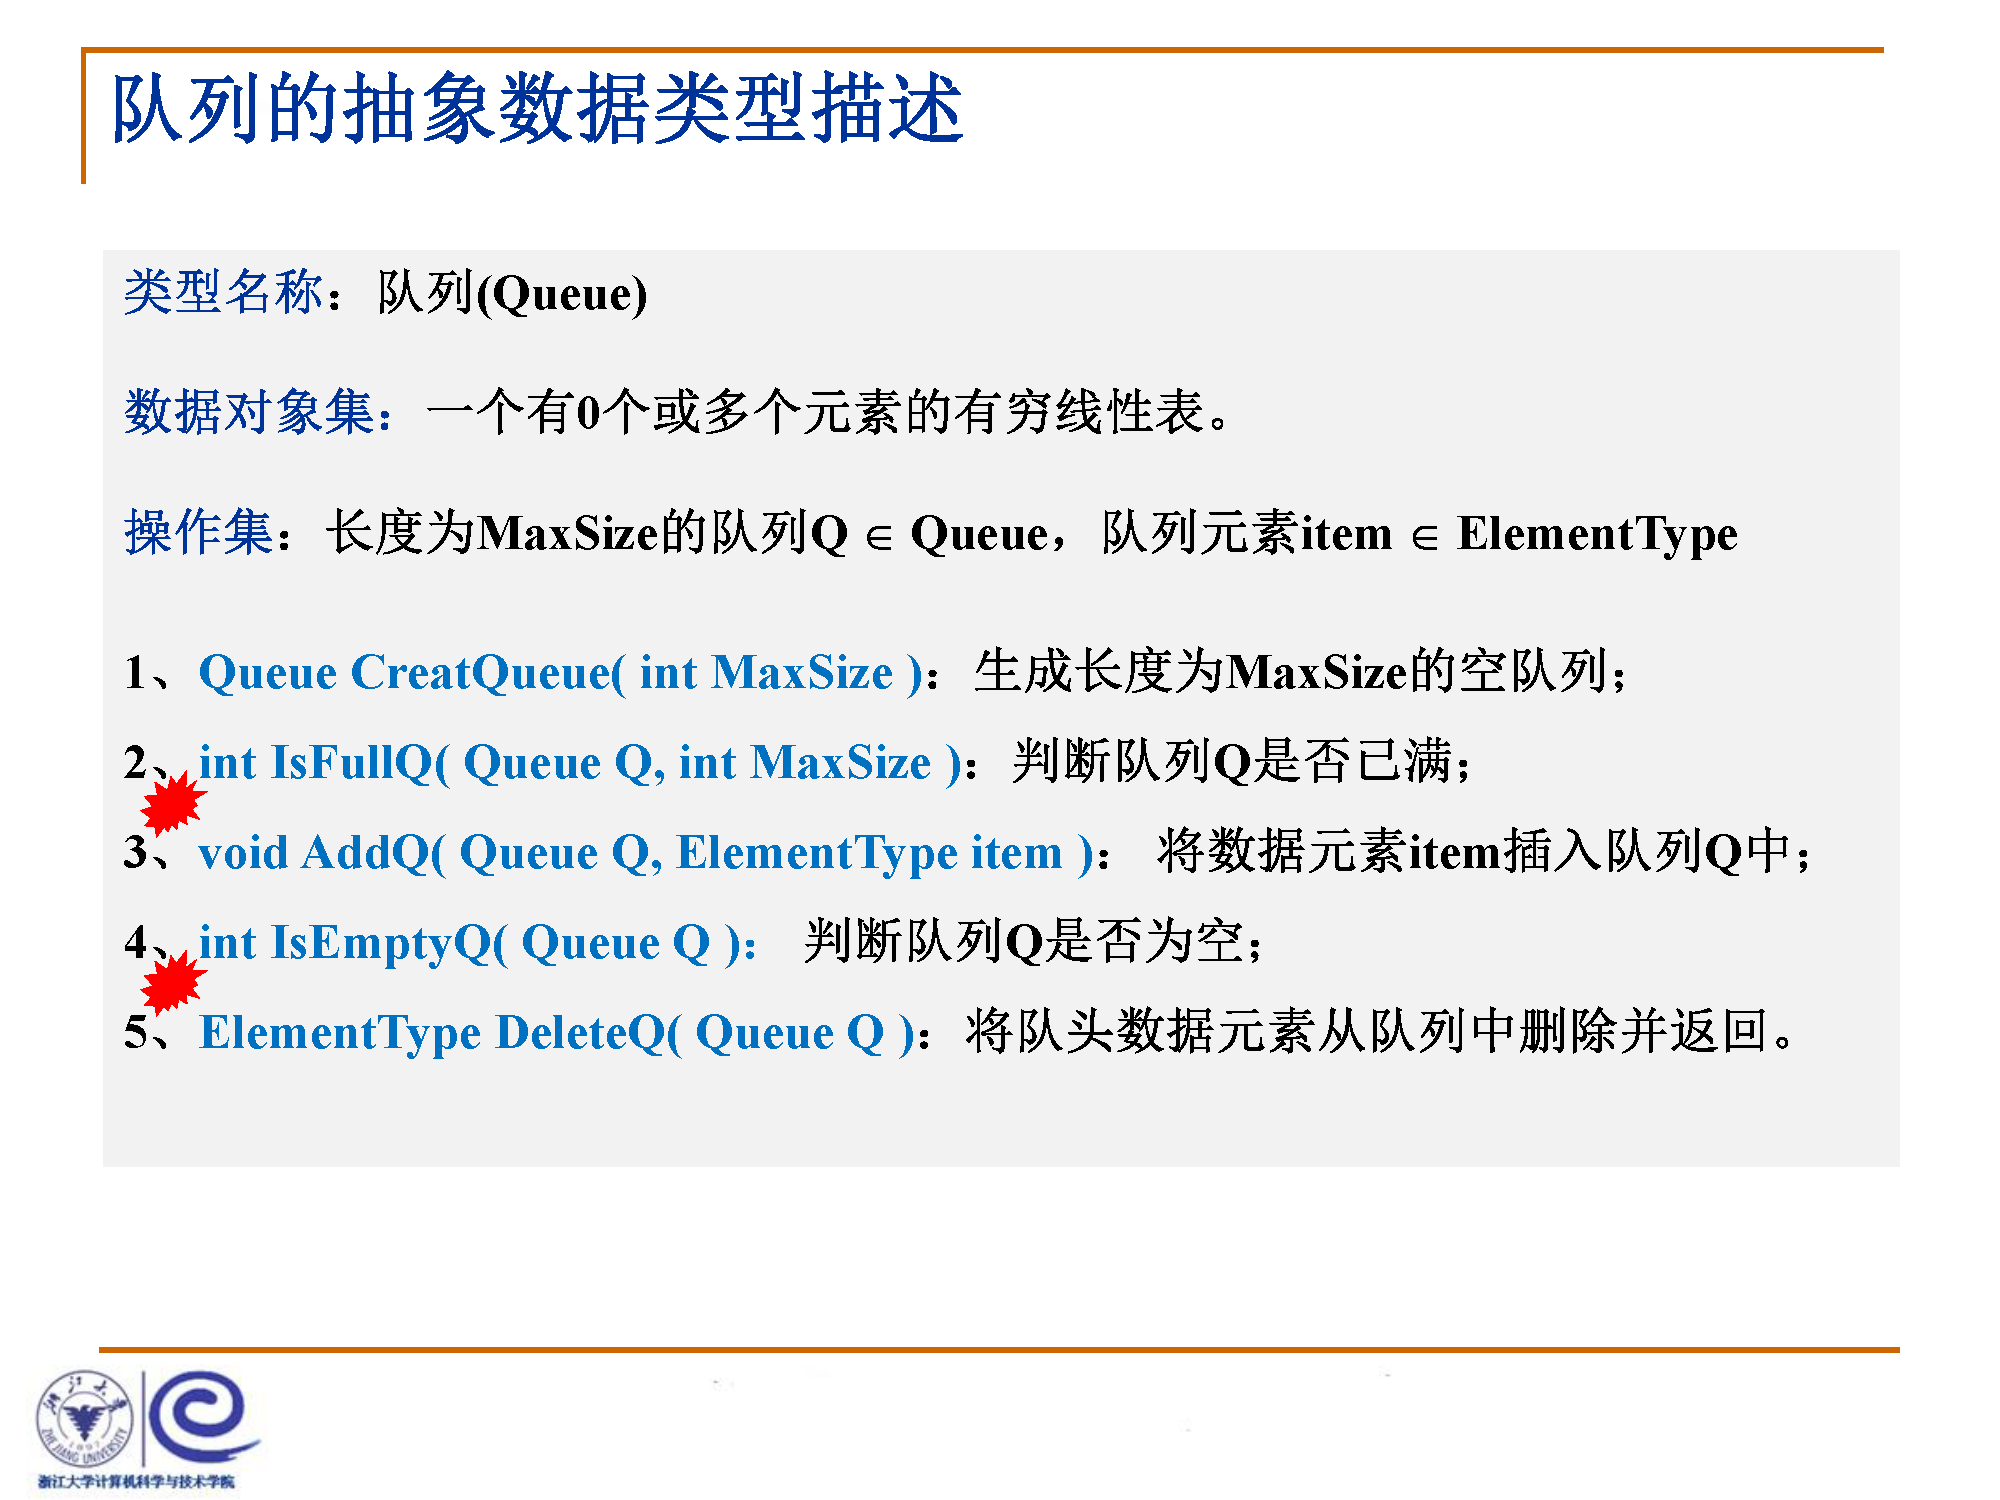 队列的抽象数据类型描述
类型名称：队列(Queue)
数据对象集：一个有0个或多个元素的有穷线性表。
操作集：长度为MaxSize的队列Q ∈ Queue，队列元素item ∈ ElementType
1、Queue CreatQueue( int MaxSize )：生成长度为MaxSize的空队列；
2、int IsFullQ( Queue Q, int MaxSize )：判断队列Q是否已满；
3、void AddQ( Queue Q, ElementType item )： 将数据元素item插入队列Q中；
4、int IsEmptyQ( Queue Q )： 判断队列Q是否为空；
5、ElementType DeleteQ( Queue Q )：将队头数据元素从队列中删除并返回。
浙江大学
1897
ZHEJIANG UNIVERSITY
浙江大学计算机科学与技术学院